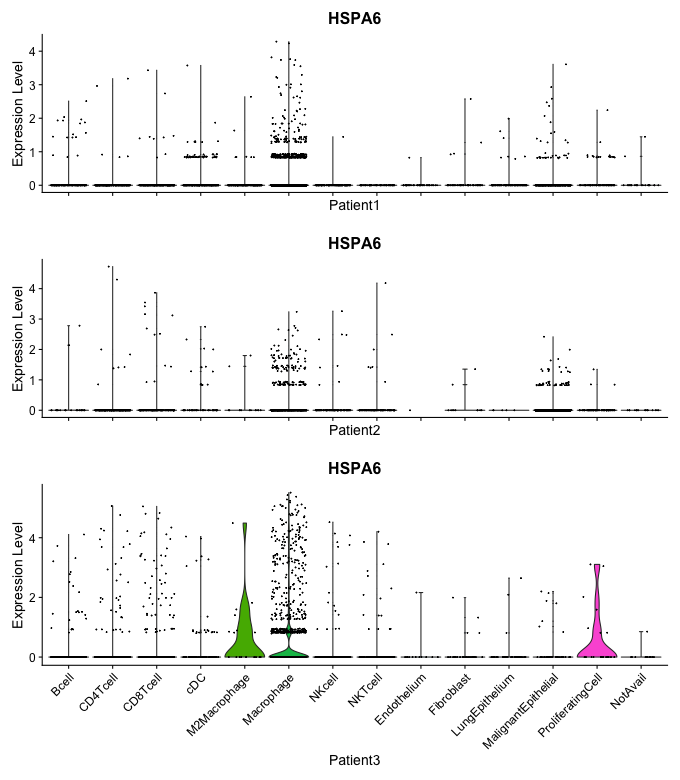 HSPA6
Expression Level
4
3
2
1
0
Patient1
HSPA6
Expression Level
4
3
2
1
0
Patient2
HSPA6
Expression Level
4
2
0
Bcell
CD4Tcell
CD8Tcell
cDC
M2Macrophage
Macrophage
NKcell
NKTcell
Endothelium
Fibroblast
LungEpithelium
MalignantEpithelial
ProliferatingCell
NotAvail
Patient3